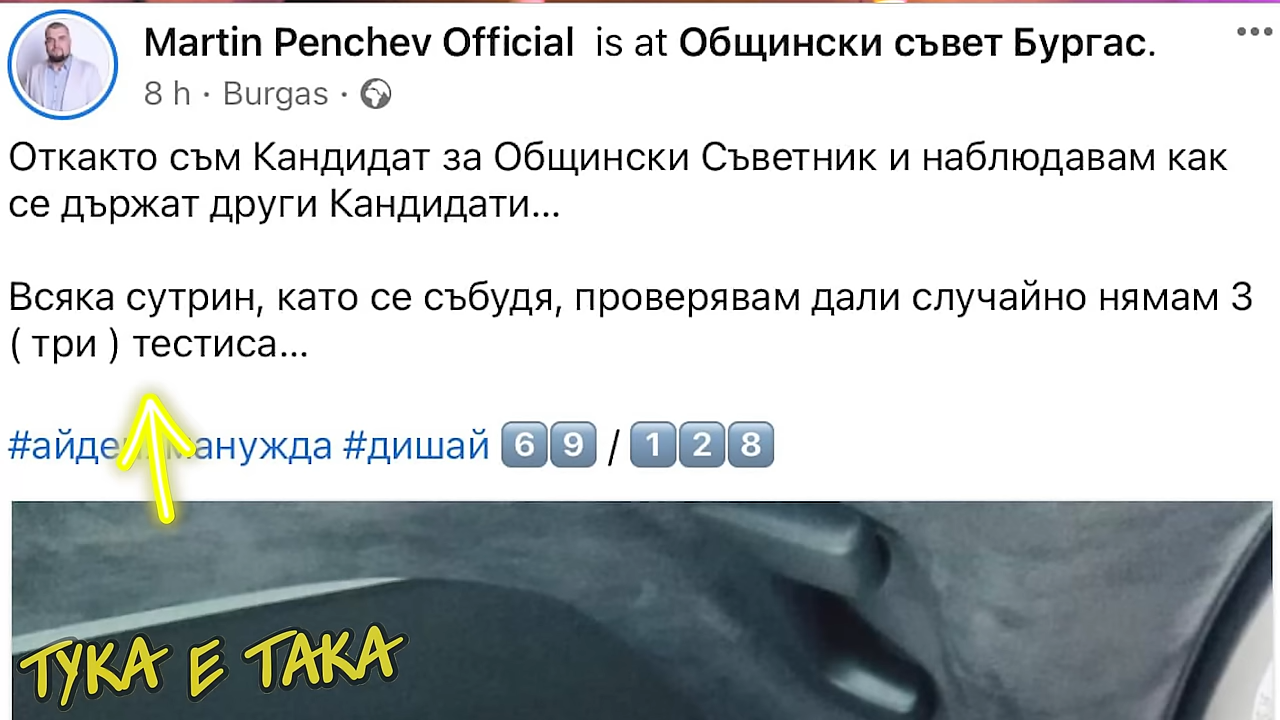 Martin Penchev Official is at Общински съвет Бургас.
8 h · Burgas ·
Откакто съм Кандидат за Общински Съветник и наблюдавам как
се държат други Кандидати...
Всяка сутрин, като се събудя, проверявам дали случайно нямам 3
( три ) тестиса...
#дишай 69 / 128
ТУКА Е ТАКА